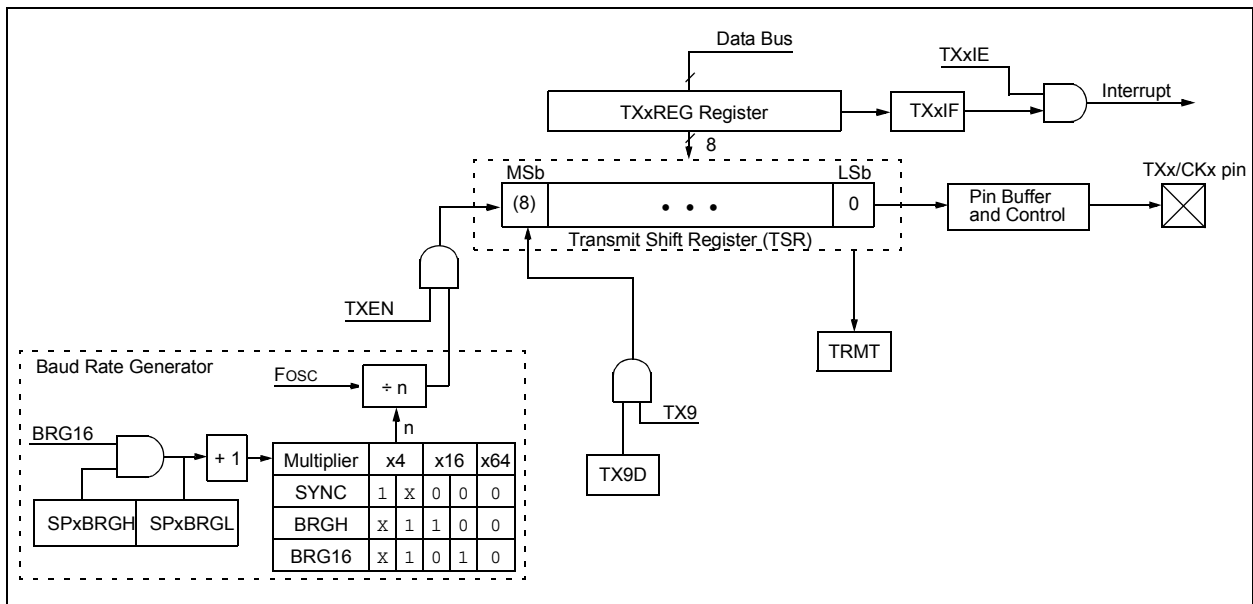 Data Bus
TXxIE
Interrupt
TXxREG Register
TXxIF
8
MSb
LSb
TXx/CKx pin
(8)
• • •
0
Pin Buffer
and Control
Transmit Shift Register (TSR)
TXEN
TRMT
Baud Rate Generator
FOSC
÷ n
TX9
n
BRG16
+ 1
Multiplier x4 x16 x64
TX9D
SYNC 1 X 0 0 0
SPxBRGH SPxBRGL
BRGH X 1 1 0 0
BRG16 X 1 0 1 0